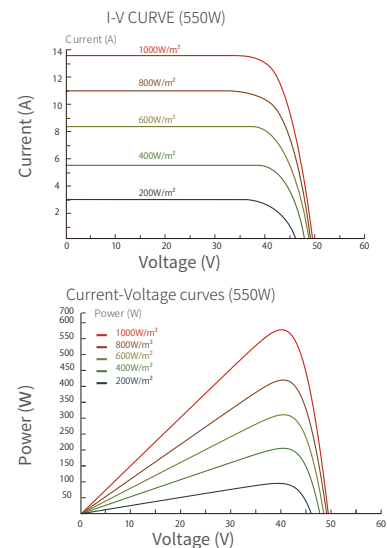 I-V CURVE (550W)
Current (A)
14
12
10
8
6
4
2
1000W/m²
800W/m²
600W/m²
400W/m²
200W/m²
Current (A)
0 10 20 30 40 50 60
Voltage (V)
Current-Voltage curves (550W)
Power (W)
700
600
550
500
450
400
350
300
250
200
150
100
50
1000W/m²
800W/m²
600W/m²
400W/m²
200W/m²
Power (W)
0 10 20 30 40 50 60
Voltage (V)